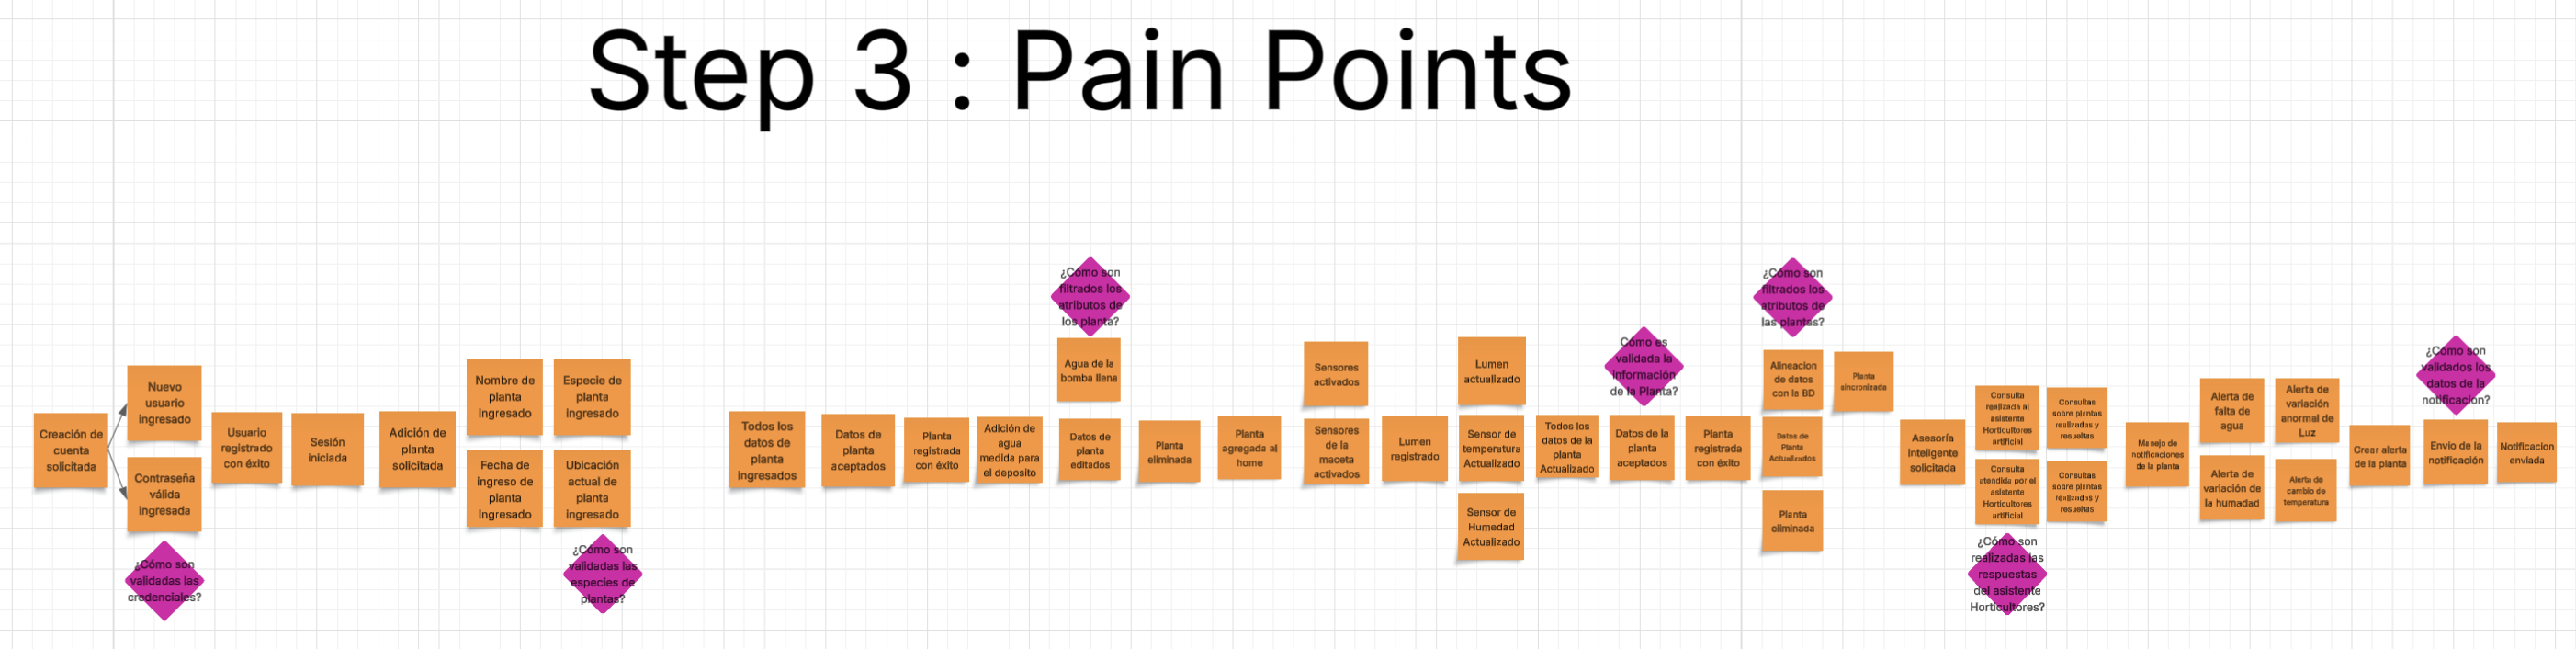 Step 3 : Pain Points
Creación de
cuenta
solicitada
Nuevo
usuario
ingresado
Contraseña
válida
ingresada
¿Cómo son
validadas las
credenciales?
Usuario
registrado
con éxito
Sesión
iniciada
Adición de
planta
solicitada
Nombre de
planta
ingresado
Especie de
planta
ingresado
Fecha de
ingreso de
planta
ingresado
Ubicación
actual de
planta
ingresado
¿Cómo son
validadas las
especies de
plantas?
Todos los
datos de
planta
ingresados
Datos de
planta
aceptados
Planta
registrada
con éxito
Adición de
agua
medida para
el deposito
¿Cómo son
filtrados los
atributos de
los planta?
Agua de la
bomba llena
Datos de
planta
editados
Planta
eliminada
Planta
agregada al
home
Sensores
activados
Sensores
de la
maceta
activados
Lumen
registrado
Lumen
actualizado
Sensor de
temperatura
Actualizado
Sensor de
Humedad
Actualizado
Todos los
datos de la
planta
Actualizado
Cómo es
validada la
información
de la Planta?
Datos de la
planta
aceptados
Planta
registrada
con éxito
¿Cómo son
filtrados los
atributos de
las plantas?
Alineacion
de datos
con la BD
Planta
sincronizada
Datos de
Planta
Actualizados
Planta
eliminada
Asesoría
Inteligente
solicitada
Consulta
realizada al
asistente
Horticultores
artificial
Consultas
sobre plantas
realizadas y
resueltas
Consulta
atendida por el
asistente
Horticultores
artificial
Consultas
sobre plantas
realizadas y
resueltas
¿Cómo son
realizadas las
respuestas
del asistente
Horticultores?
Manejo de
notificaciones
de la planta
Alerta de
falta de
agua
Alerta de
variación
anormal de
Luz
Alerta de
variación de
la humadad
Alerta de
cambio de
temperatura
Crear alerta
de la planta
¿Cómo son
validados los
datos de la
notificacion?
Envio de la
notificación
Notificacion
enviada